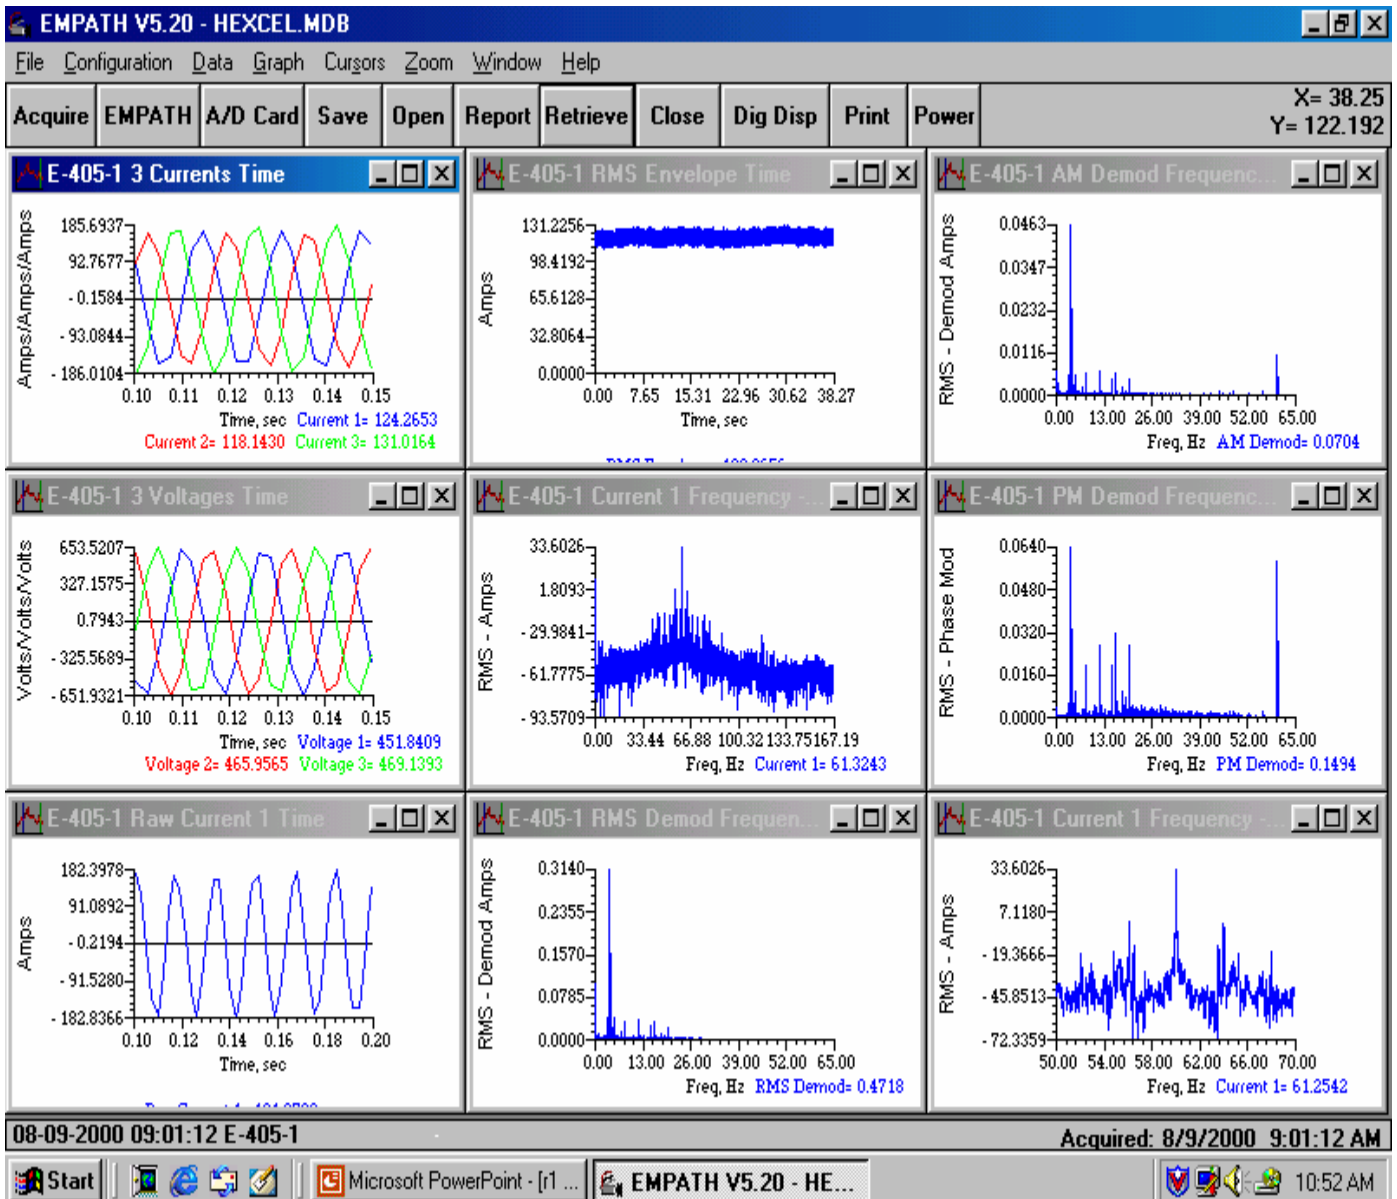 EMPATH V5.20 - HEXCEL.MDB
File Configuration Data Graph Cursors Zoom Window Help
Acquire EMPATH A/D Card Save Open Report Retrieve Close Dig Disp Print Power
X= 38.25
Y= 122.192
E-405-1 3 Currents Time
Amps/Amps/Amps
185.6937
92.7677
- 0.1584
- 93.0844
- 186.0104
0.10 0.11 0.12 0.13 0.14 0.15
Time, sec Current 1= 124.2653
Current 2= 118.1430 Current 3= 131.0164
E-405-1 RMS Envelope Time
Amps
131.2256
98.4192
65.6128
32.8064
0.0000
0.00 7.65 15.31 22.96 30.62 38.27
Time, sec
E-405-1 AM Demod Frequenc...
RMS - Demod Amps
0.0463
0.0347
0.0232
0.0116
0.0000
0.00 13.00 26.00 39.00 52.00 65.00
Freq, Hz AM Demod= 0.0704
E-405-1 3 Voltages Time
Volts/Volts/Volts
653.5207
327.1575
0.7943
- 325.5689
- 651.9321
0.10 0.11 0.12 0.13 0.14 0.15
Time, sec Voltage 1= 451.8409
Voltage 2= 465.9565 Voltage 3= 469.1393
E-405-1 Current 1 Frequency -...
RMS - Amps
33.6026
1.8093
- 29.9841
- 61.7775
- 93.5709
0.00 33.44 66.88 100.32 133.75 167.19
Freq, Hz Current 1= 61.3243
E-405-1 PM Demod Frequenc...
RMS - Phase Mod
0.0640
0.0480
0.0320
0.0160
0.0000
0.00 13.00 26.00 39.00 52.00 65.00
Freq, Hz PM Demod= 0.1494
E-405-1 Raw Current 1 Time
Amps
182.3978
91.0892
- 0.2194
- 91.5280
- 182.8366
0.10 0.12 0.14 0.16 0.18 0.20
Time, sec
E-405-1 RMS Demod Frequen...
RMS - Demod Amps
0.3140
0.2355
0.1570
0.0785
0.0000
0.00 13.00 26.00 39.00 52.00 65.00
Freq, Hz RMS Demod= 0.4718
E-405-1 Current 1 Frequency -...
RMS - Amps
33.6026
7.1180
- 19.3666
- 45.8513
- 72.3359
50.00 54.00 58.00 62.00 66.00 70.00
Freq, Hz Current 1= 61.2542
08-09-2000 09:01:12 E-405-1
Acquired: 8/9/2000 9:01:12 AM
Start Microsoft PowerPoint - [r1 ... EMPATH V5.20 - HE... 10:52 AM